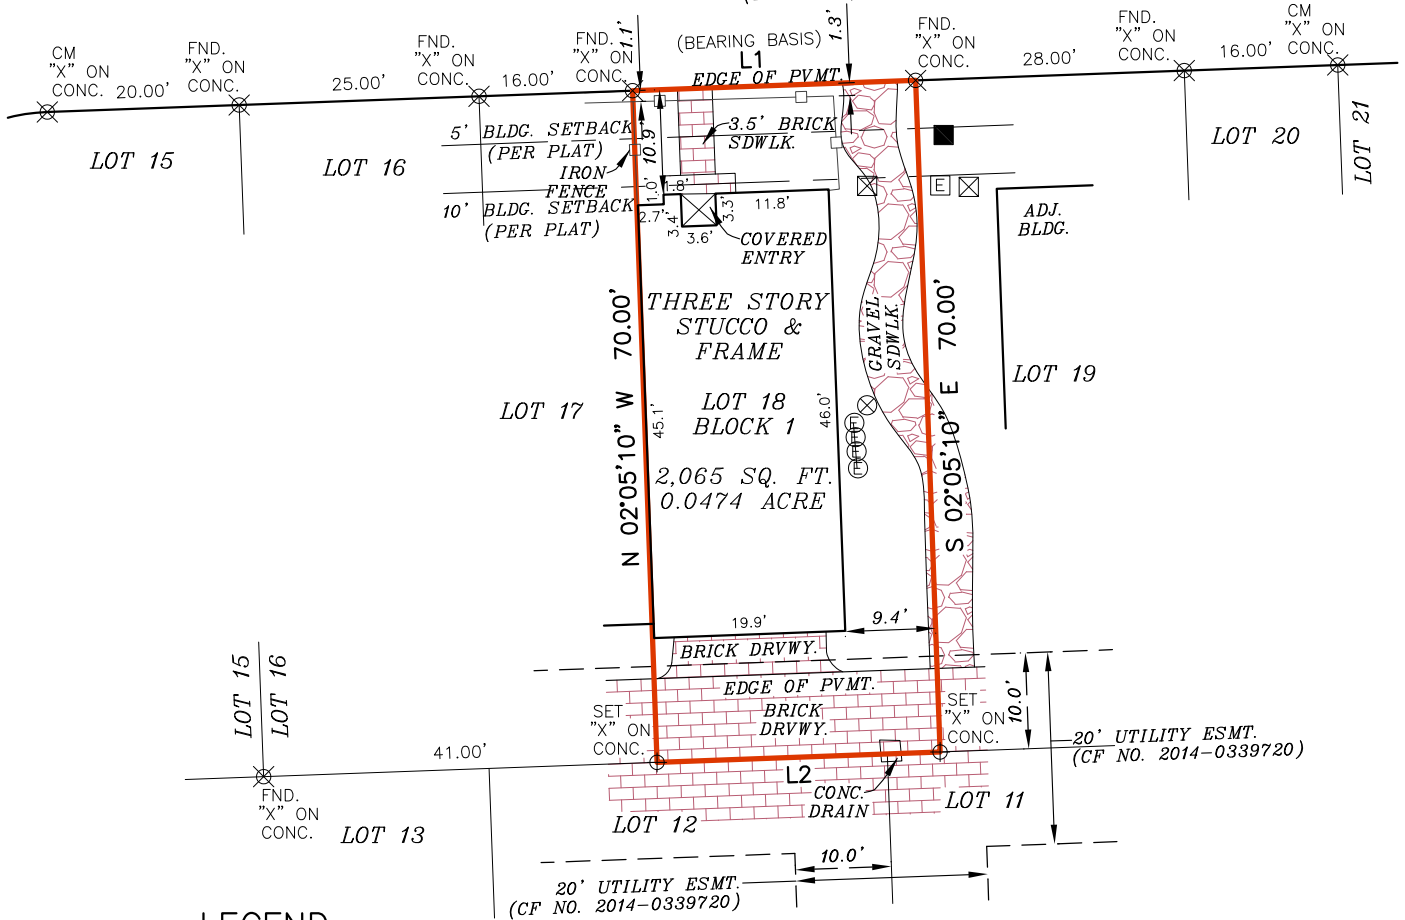 1.1'
1.3'
(BEARING BASIS)
L1
EDGE OF PVMT.
CM
"X" ON
CONC.
20.00'
FND.
"X" ON
CONC.
25.00'
FND.
"X" ON
CONC.
16.00'
FND.
"X" ON
CONC.
FND.
"X" ON
CONC.
28.00'
FND.
"X" ON
CONC.
16.00'
CM
"X" ON
CONC.
LOT 15
LOT 16
5' BLDG. SETBACK
(PER PLAT)
IRON
FENCE
10' BLDG. SETBACK
(PER PLAT)
10.9'
3.5' BRICK
SDWLK.
1.0'
1.8'
2.7'
3.4'
3.6'
3.3'
11.8'
COVERED
ENTRY
E
LOT 20
LOT 21
ADJ.
BLDG.
THREE STORY
STUCCO &
FRAME
LOT 18
BLOCK 1
2,065 SQ. FT.
0.0474 ACRE
N 02°05'10" W 70.00'
45.1'
46.0'
GRAVEL
SDWLK.
S 02°05'10" E 70.00'
E
E
E
E
LOT 17
LOT 19
19.9'
9.4'
BRICK DRVWY.
EDGE OF PVMT.
BRICK
DRVWY.
SET
"X" ON
CONC.
SET
"X" ON
CONC.
10.0'
20' UTILITY ESMT.
(CF NO. 2014-0339720)
LOT 15
LOT 16
41.00'
L2
FND.
"X" ON
CONC.
LOT 13
LOT 12
CONC.
DRAIN
LOT 11
10.0'
20' UTILITY ESMT.
(CF NO. 2014-0339720)
LEGEND